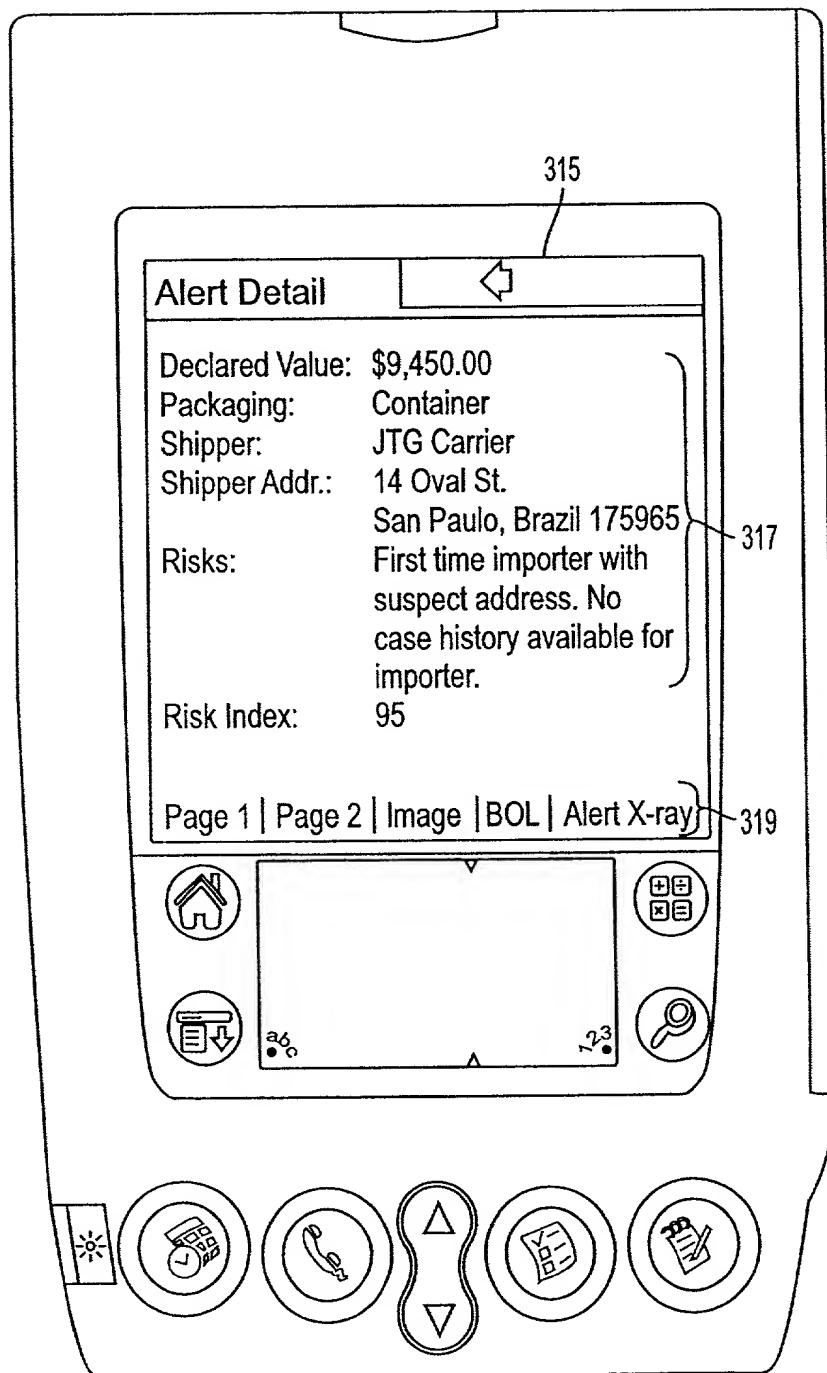 315
Alert Detail
Declared Value: $9,450.00
Packaging: Container
Shipper: JTG Carrier
Shipper Addr.: 14 Oval St.
San Paulo, Brazil 175965
317
Risks: First time importer with
suspect address. No
case history available for
importer.
Risk Index: 95
Page 1 | Page 2 | Image | BOL | Alert X-ray
319
abc
123